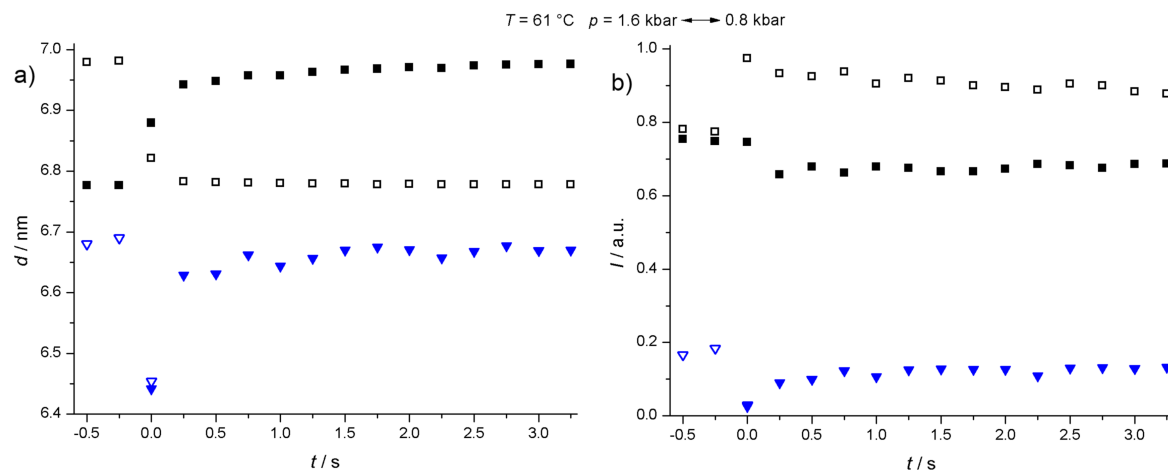 T = 61 °C p = 1.6 kbar ◄─► 0.8 kbar
a)
7.0
6.9
6.8
6.7
6.6
6.5
6.4
d / nm
-0.5 0.0 0.5 1.0 1.5 2.0 2.5 3.0
t / s
b)
1.0
0.8
0.6
0.4
0.2
0.0
I / a.u.
-0.5 0.0 0.5 1.0 1.5 2.0 2.5 3.0
t / s